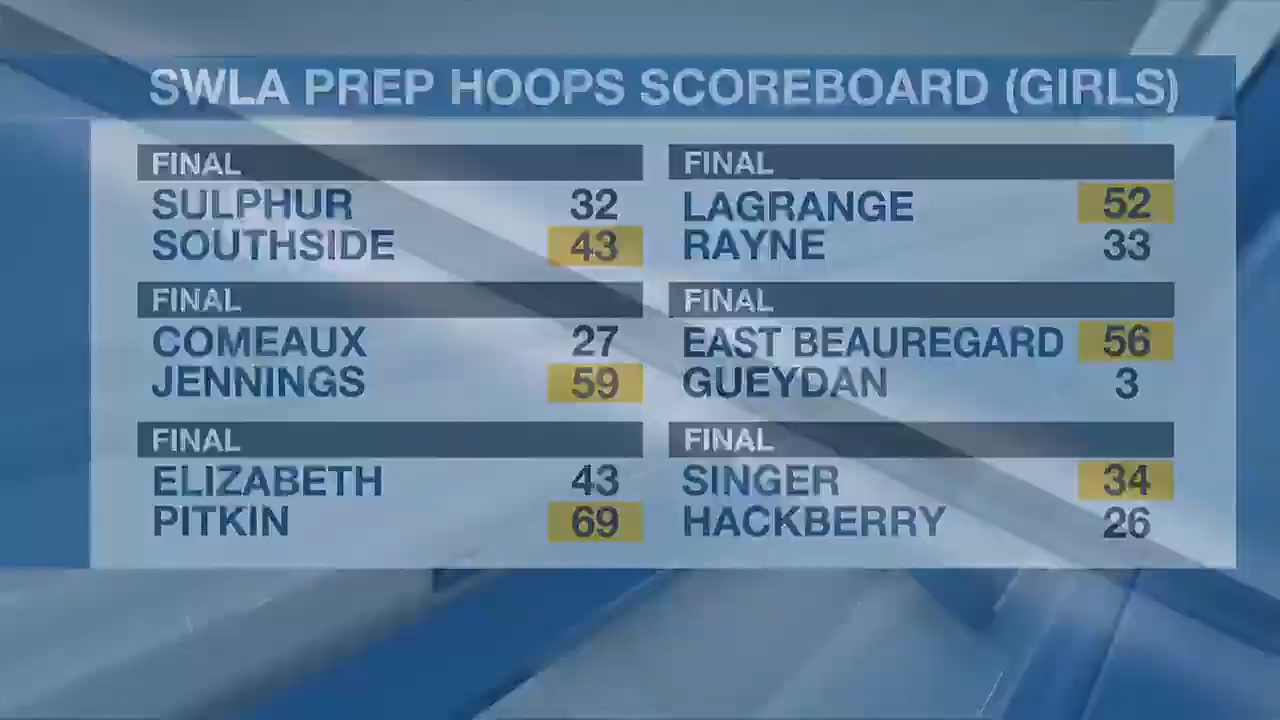 SWLA PREP HOOPS SCOREBOARD (GIRLS)
FINAL
SULPHUR 32
SOUTHSIDE 43
FINAL
COMEAUX 27
JENNINGS 59
FINAL
ELIZABETH 43
PITKIN 69
FINAL
LAGRANGE 52
RAYNE 33
FINAL
EAST BEAUREGARD 56
GUEYDAN 3
FINAL
SINGER 34
HACKBERRY 26